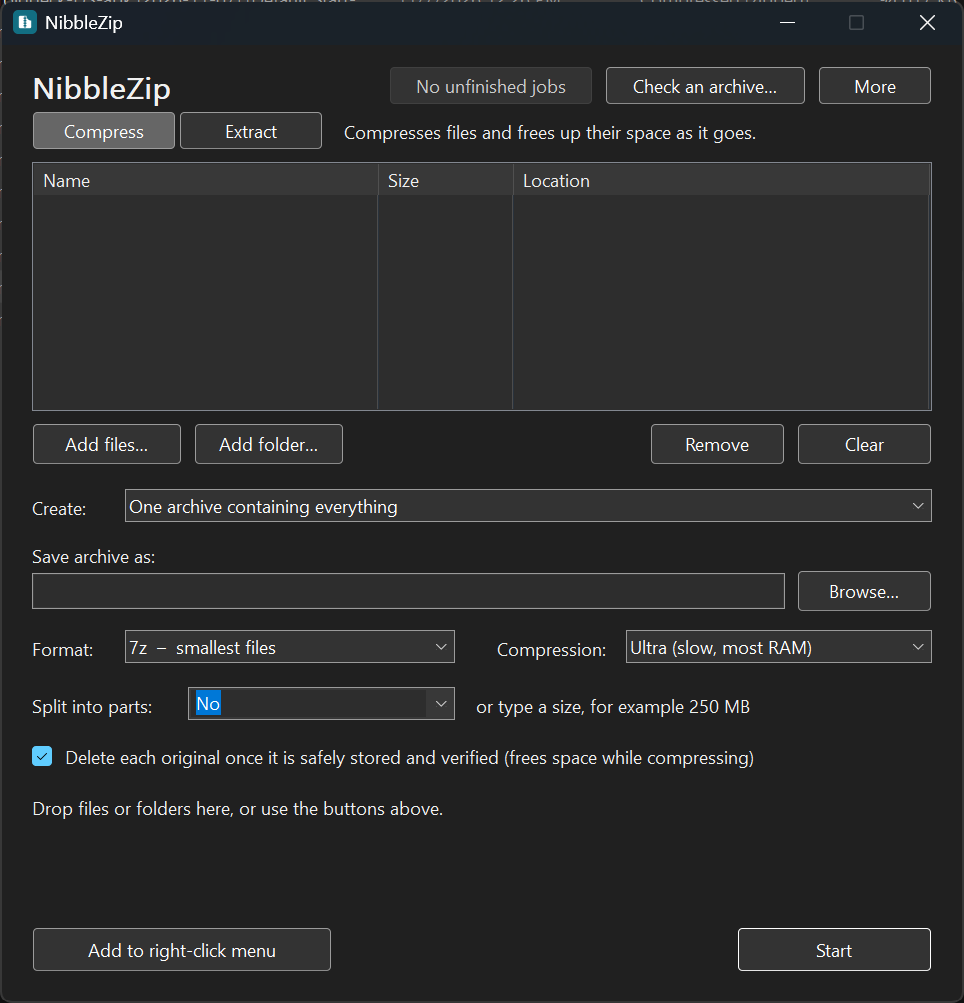 NibbleZip
NibbleZip
No unfinished jobs
Check an archive...
More
Compress
Extract
Compresses files and frees up their space as it goes.
Name
Size
Location
Add files...
Add folder...
Remove
Clear
Create:
One archive containing everything
Save archive as:
Browse...
Format:
7z – smallest files
Compression:
Ultra (slow, most RAM)
Split into parts:
No
or type a size, for example 250 MB
Delete each original once it is safely stored and verified (frees space while compressing)
Drop files or folders here, or use the buttons above.
Add to right-click menu
Start